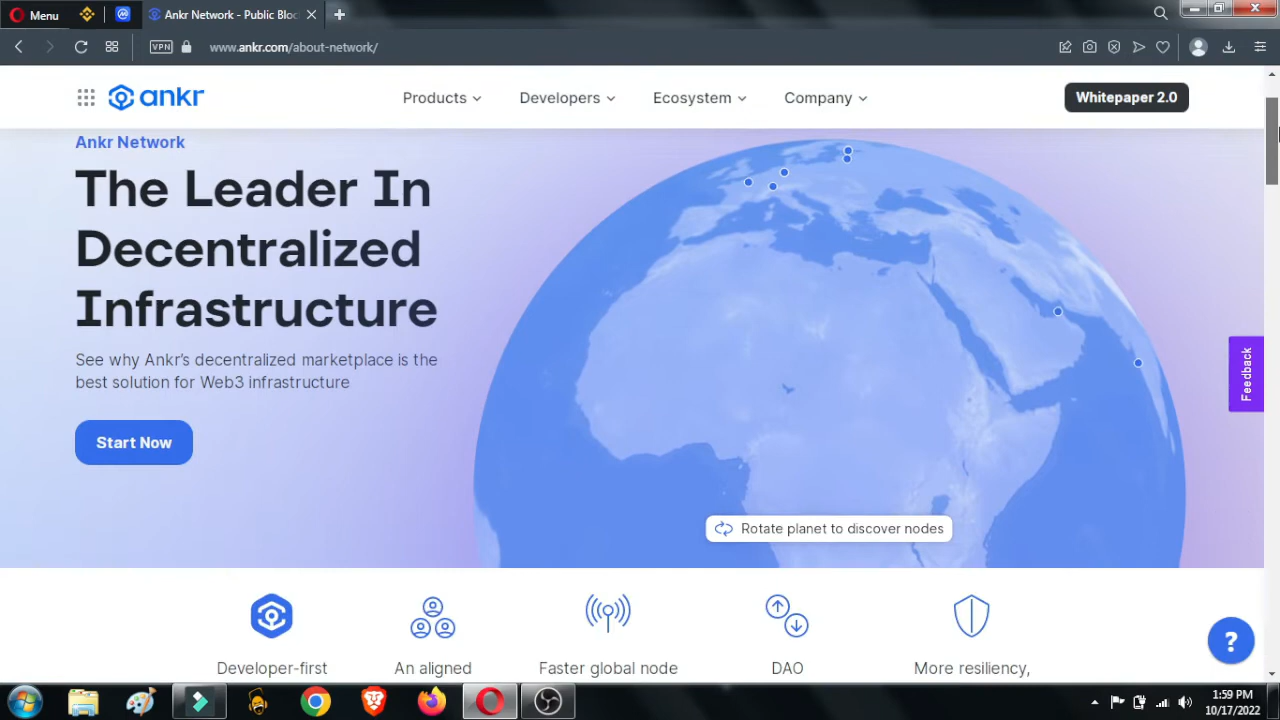 Menu
Ankr Network - Public Bloc
VPN
www.ankr.com/about-network/
ankr
Products
Developers
Ecosystem
Company
Whitepaper 2.0
Ankr Network
The Leader In
Decentralized
Infrastructure
See why Ankr's decentralized marketplace is the
best solution for Web3 infrastructure
Start Now
Feedback
Rotate planet to discover nodes
?
Developer-first
An aligned
Faster global node
DAO
More resiliency,
1:59 PM
10/17/2022